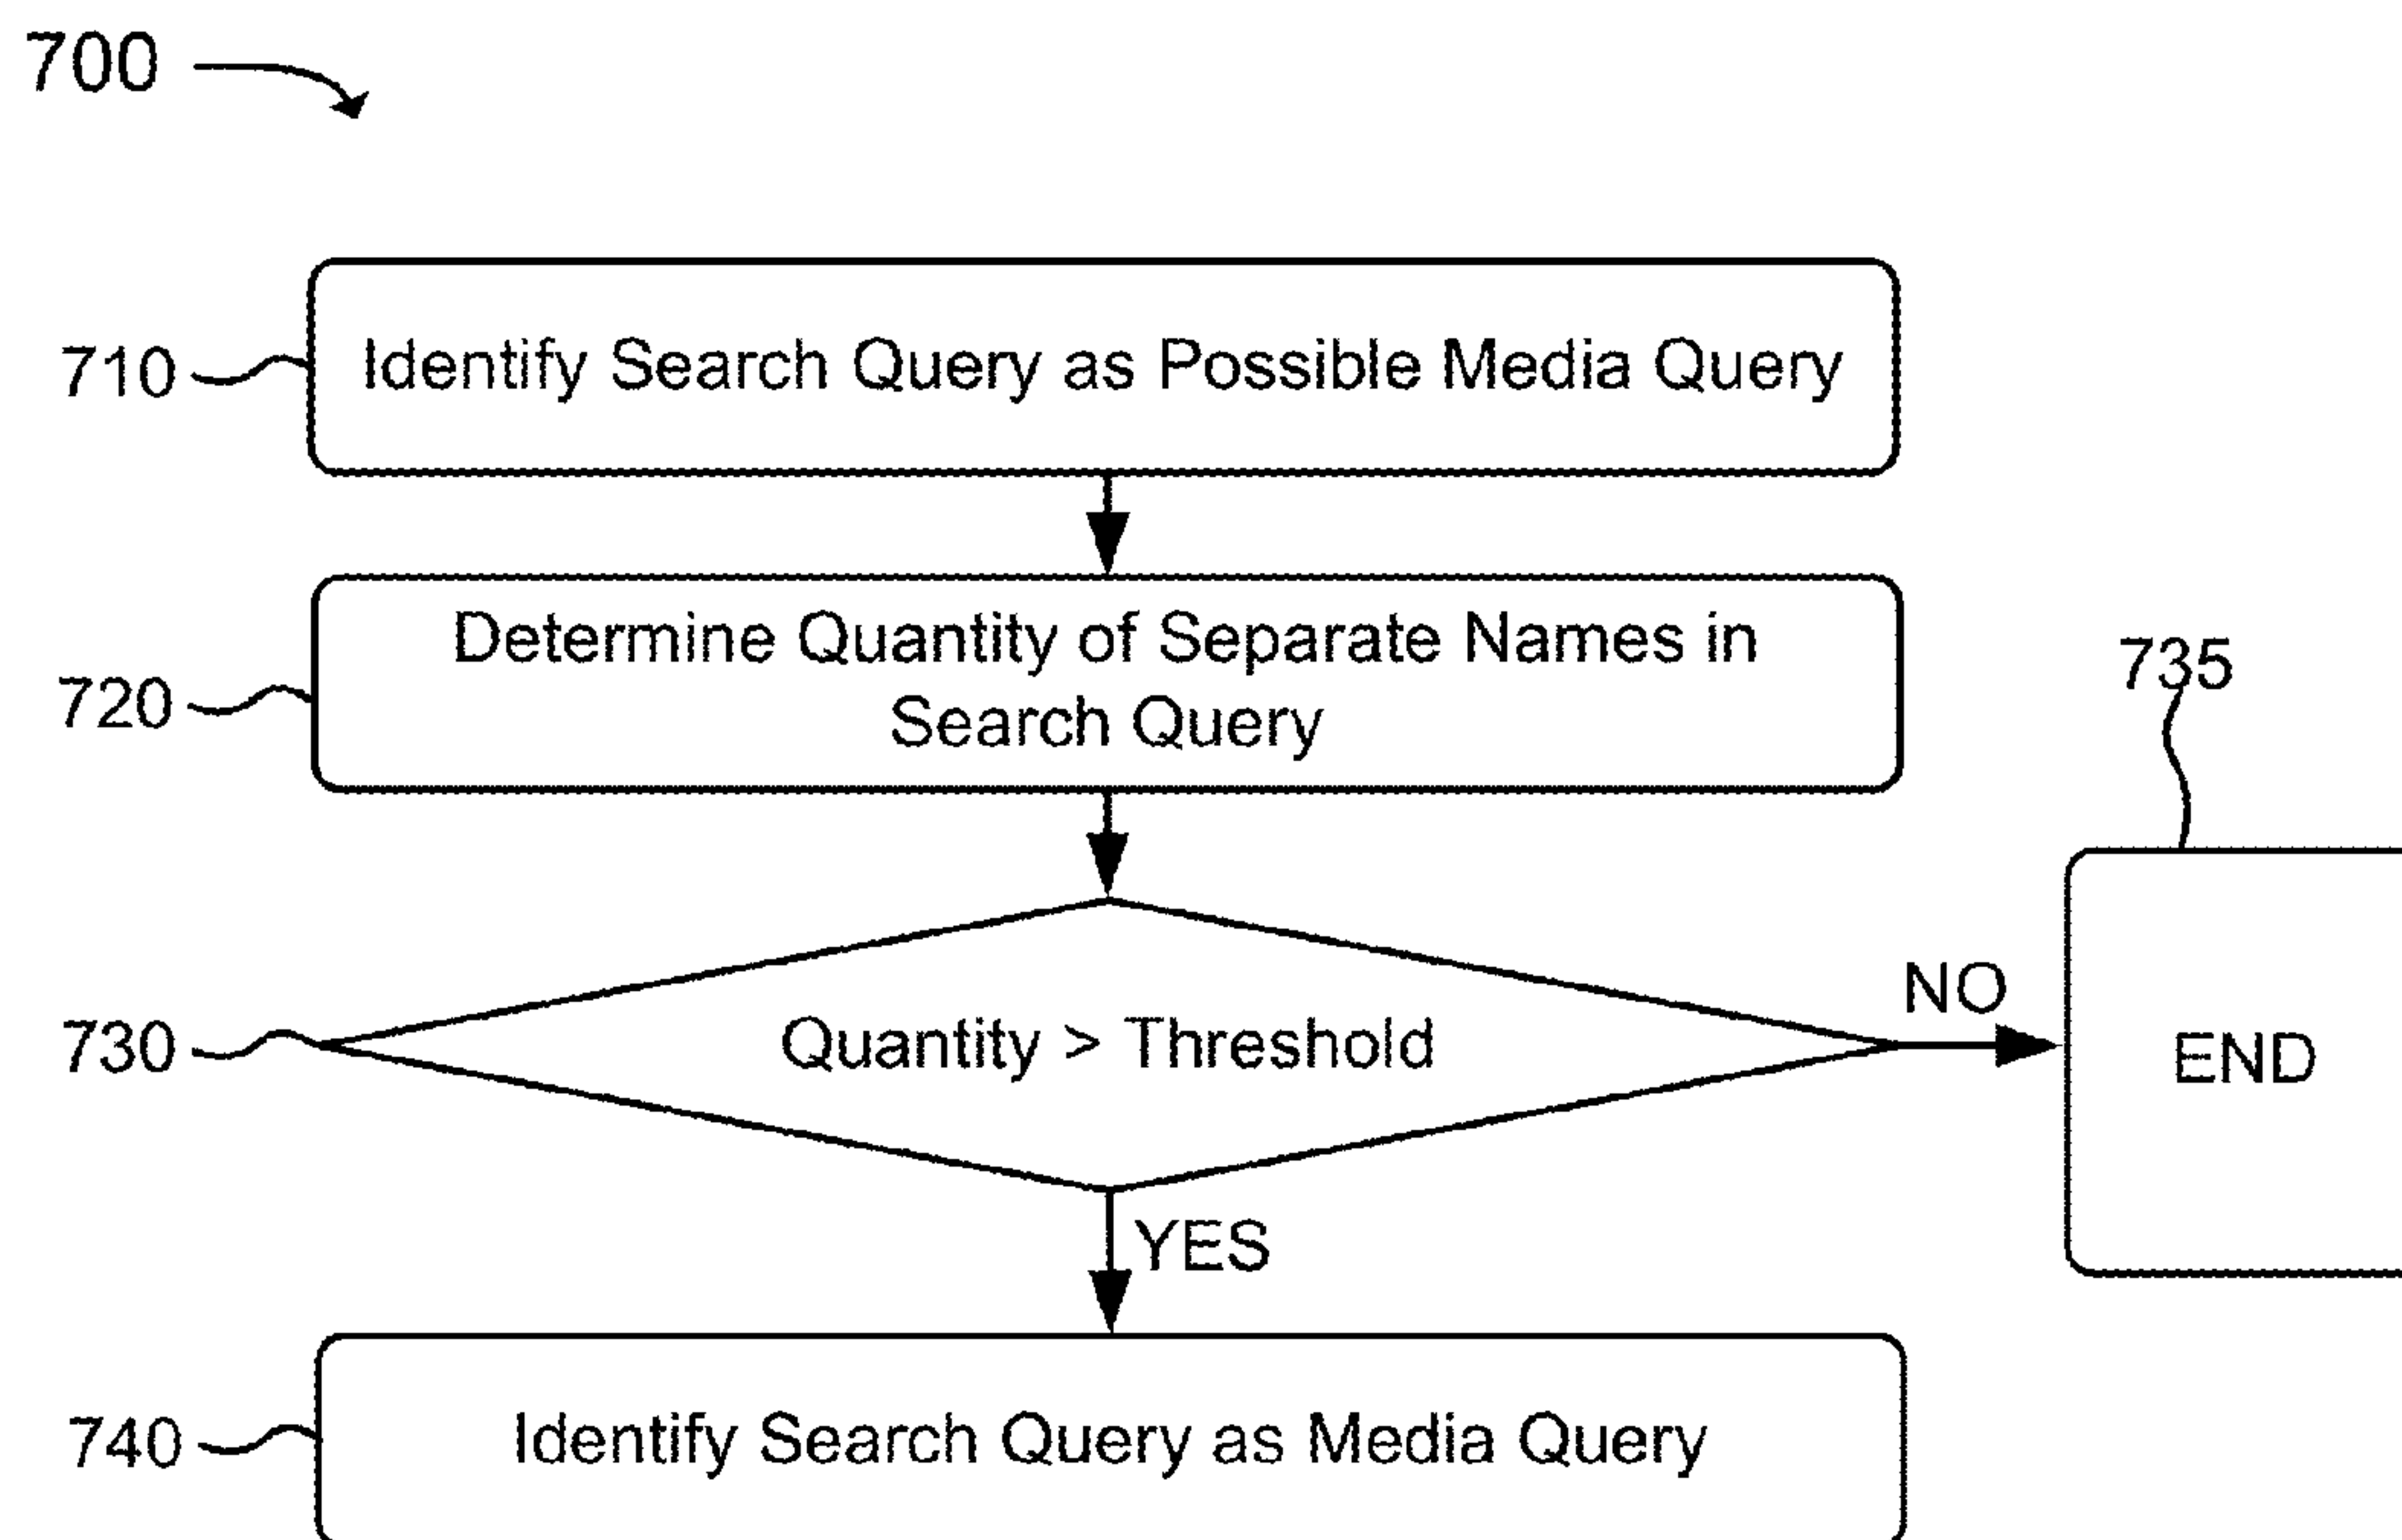 700
710
Identify Search Query as Possible Media Query
720
Determine Quantity of Separate Names in
Search Query
735
730
Quantity > Threshold
NO
END
YES
740
Identify Search Query as Media Query